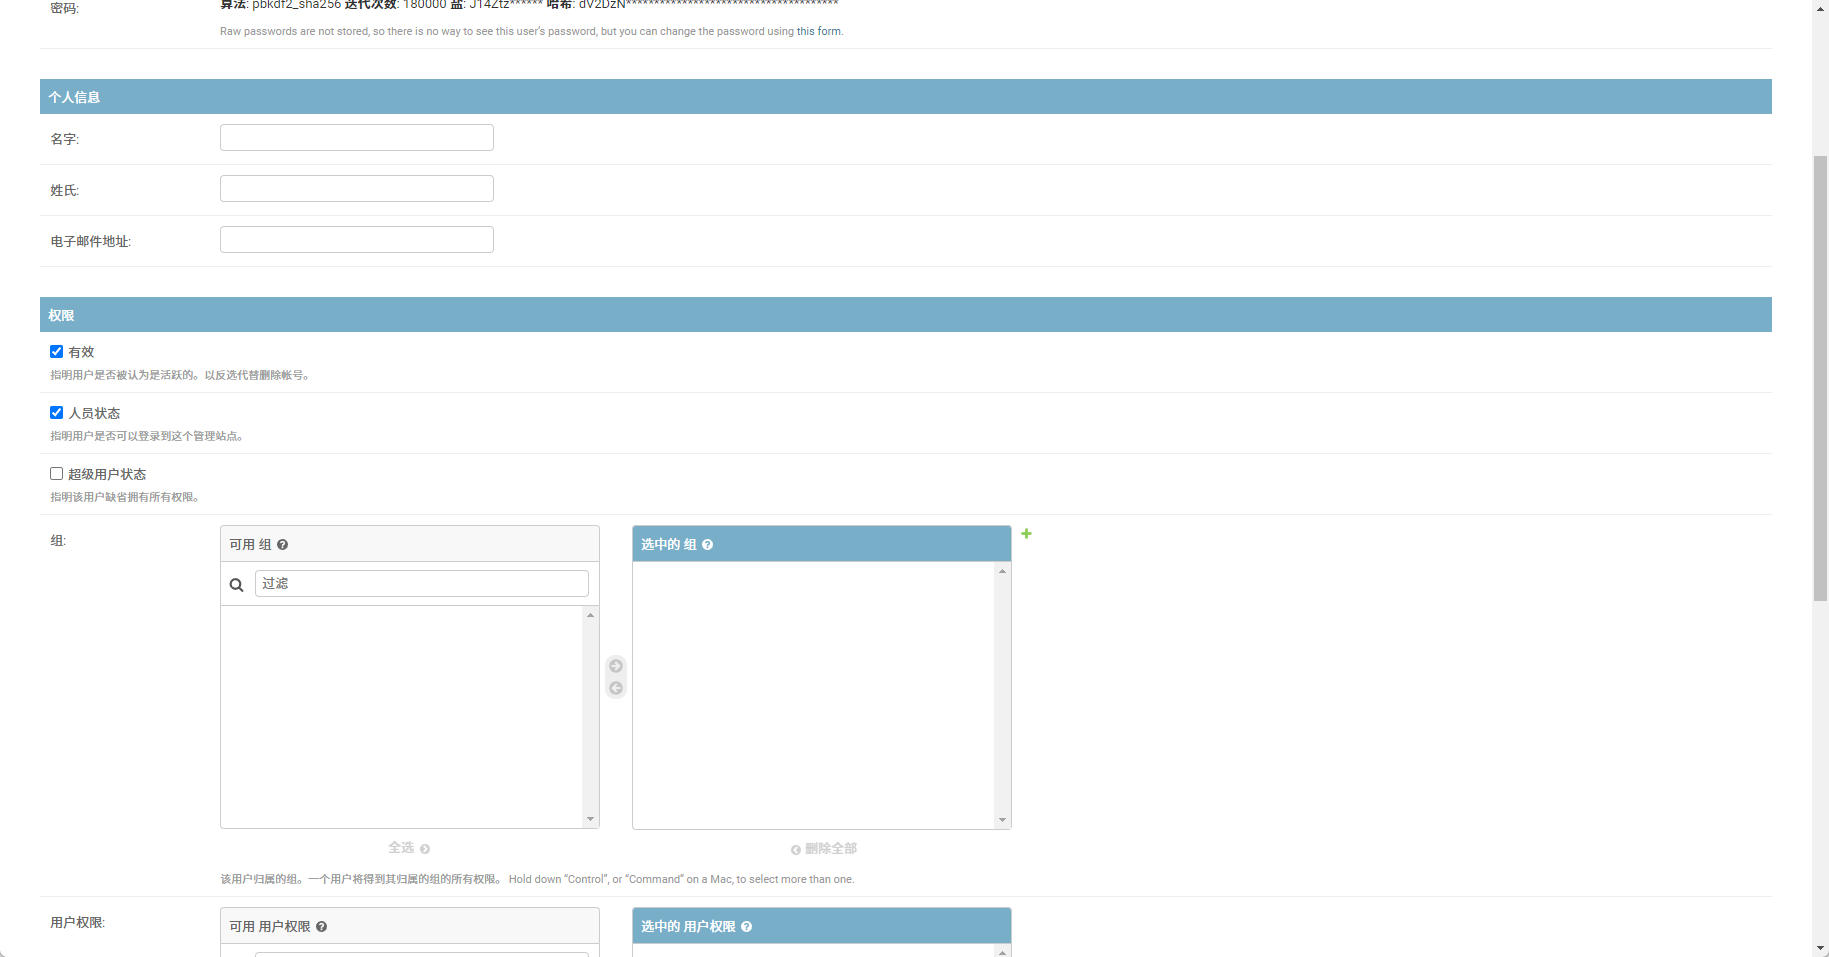 密码:
算法: pbkdf2_sha256 迭代次数: 180000 盐: J14Ztz****** 哈希: dV2DzN**************************************
Raw passwords are not stored, so there is no way to see this user’s password, but you can change the password using this form.
个人信息
名字:
姓氏:
电子邮件地址:
权限
有效
指明用户是否被认为是活跃的。以反选代替删除帐号。
人员状态
指明用户是否可以登录到这个管理站点。
超级用户状态
指明该用户缺省拥有所有权限。
组:
可用 组
过滤
选中的 组
全选
删除全部
该用户归属的组。一个用户将得到其归属的组的所有权限。 Hold down “Control”, or “Command” on a Mac, to select more than one.
用户权限:
可用 用户权限
选中的 用户权限